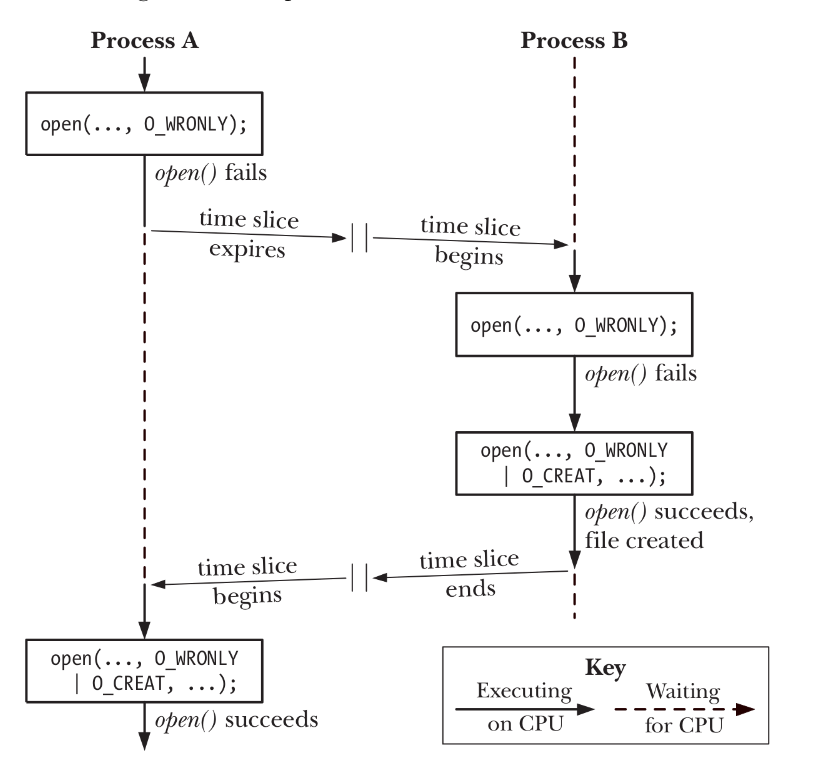 Process A
Process B
open(..., O_WRONLY);
open() fails
time slice
expires
time slice
begins
open(..., O_WRONLY);
open() fails
open(..., O_WRONLY
| O_CREAT, ...);
open() succeeds,
file created
time slice
ends
time slice
begins
open(..., O_WRONLY
| O_CREAT, ...);
open() succeeds
Key
Executing
on CPU
Waiting
for CPU